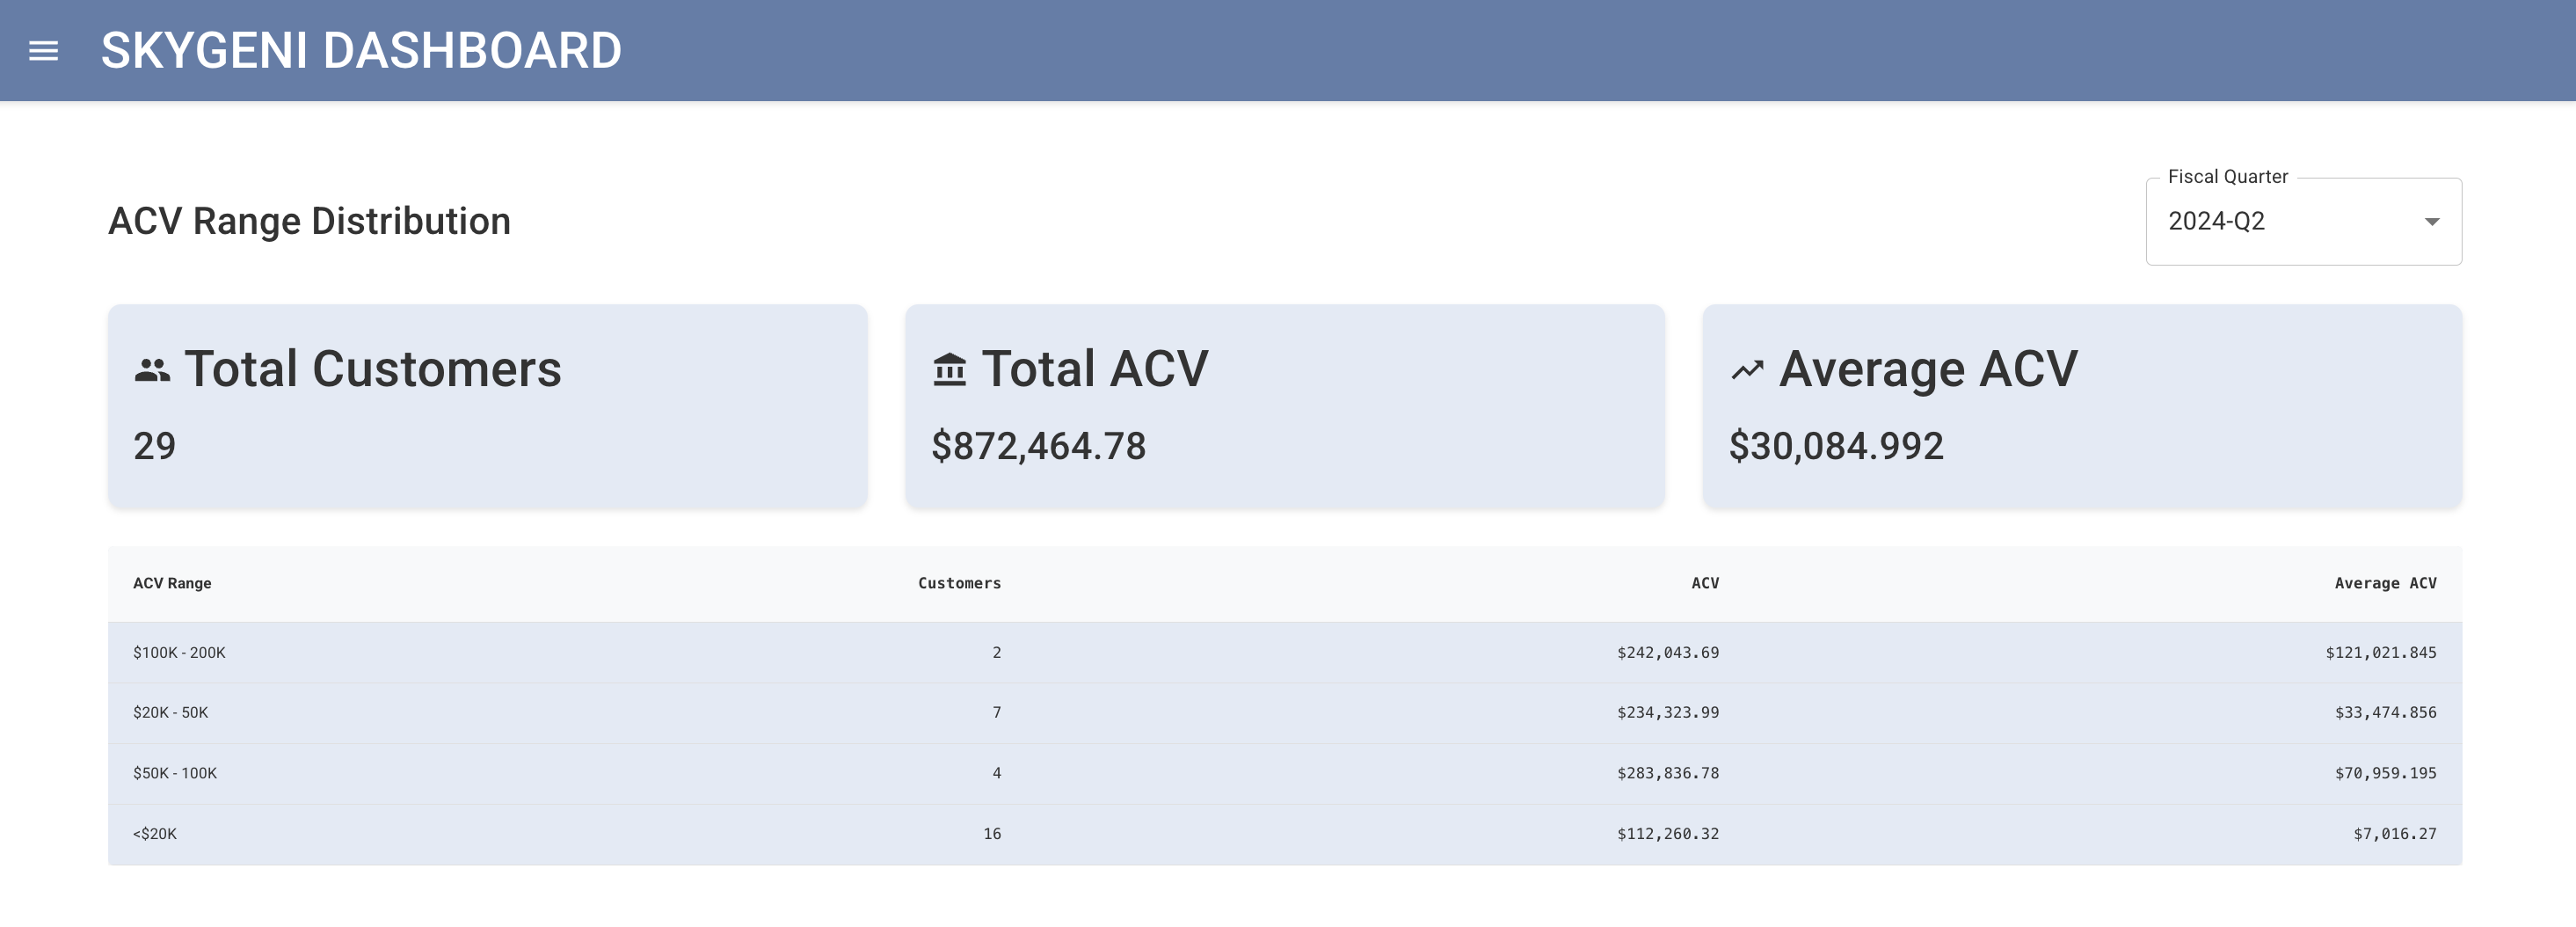 SKYGENI DASHBOARD
ACV Range Distribution
Fiscal Quarter
2024-Q2
Total Customers
29
Total ACV
$872,464.78
Average ACV
$30,084.992
ACV Range Customers ACV Average ACV
$100K - 200K 2 $242,043.69 $121,021.845
$20K - 50K 7 $234,323.99 $33,474.856
$50K - 100K 4 $283,836.78 $70,959.195
<$20K 16 $112,260.32 $7,016.27